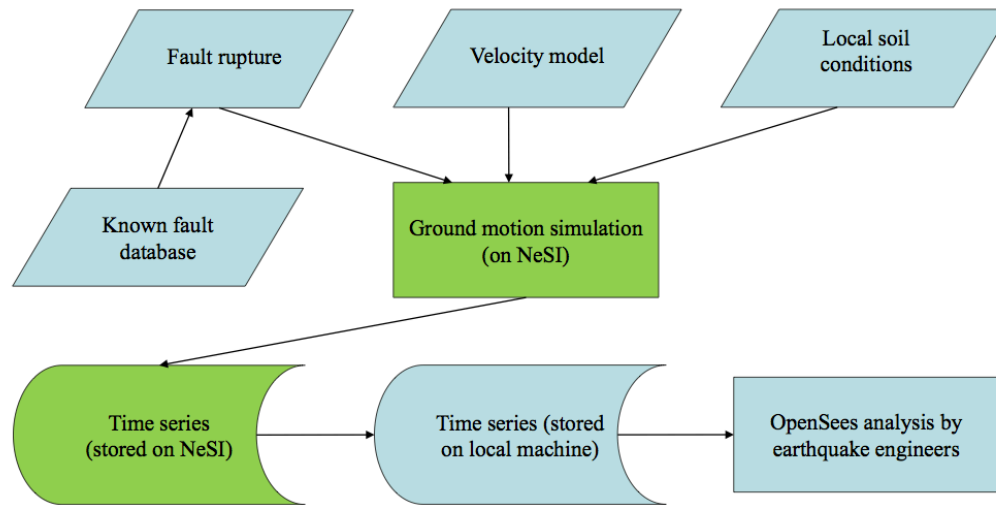 Fault rupture
Velocity model
Local soil
conditions
Known fault
database
Ground motion simulation
(on NeSI)
Time series
(stored on NeSI)
Time series (stored
on local machine)
OpenSees analysis by
earthquake engineers